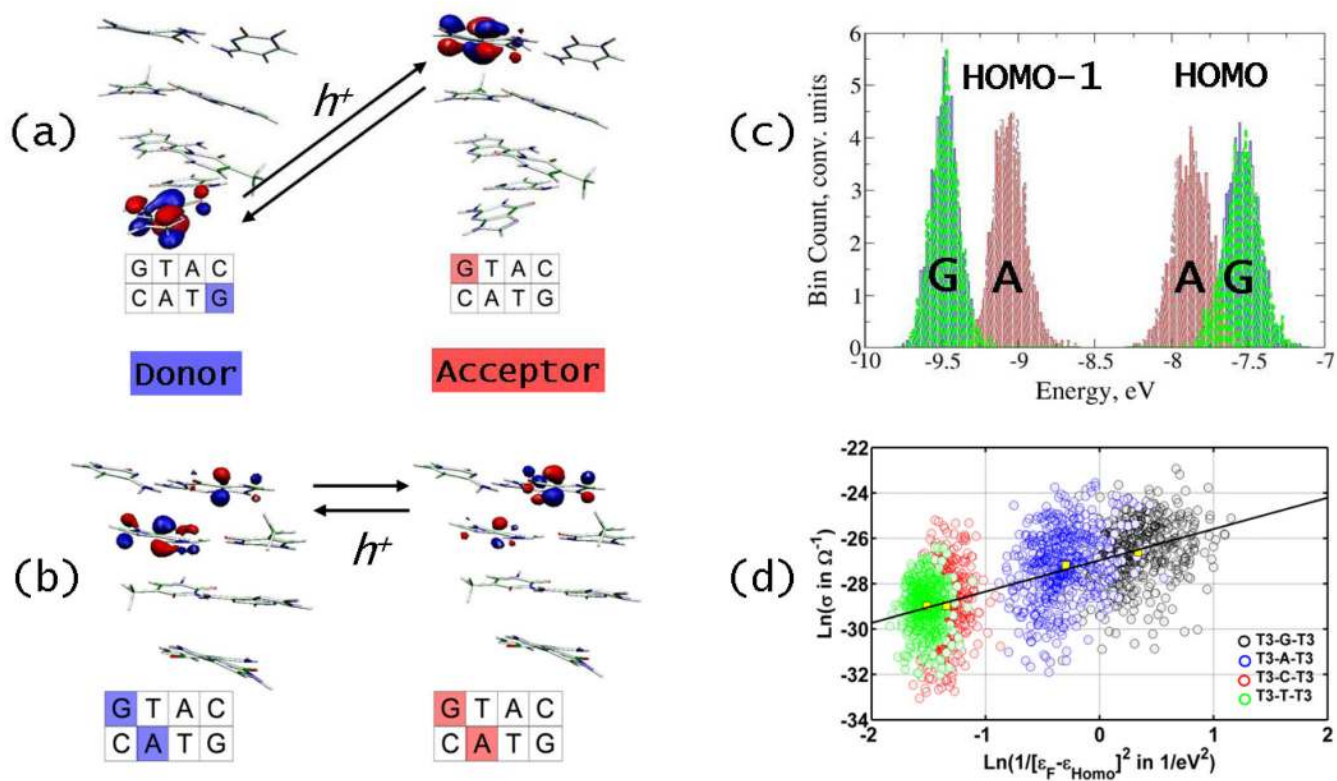 (a)
h+
G T A C
C A T G
G T A C
C A T G
Donor
Acceptor
(b)
h+
G T A C
C A T G
G T A C
C A T G
(c)
HOMO-1
HOMO
G
A
A
G
Bin Count, conv. units
6
5
4
3
2
1
0
-10
-9.5
-9
-8.5
-8
-7.5
-7
Energy, eV
(d)
Ln(σ in Ω⁻¹)
-22
-24
-26
-28
-30
-32
-34
-2
-1
0
1
2
T3-G-T3
T3-A-T3
T3-C-T3
T3-T-T3
Ln(1/[ε_F-ε_Homo]² in 1/eV²)